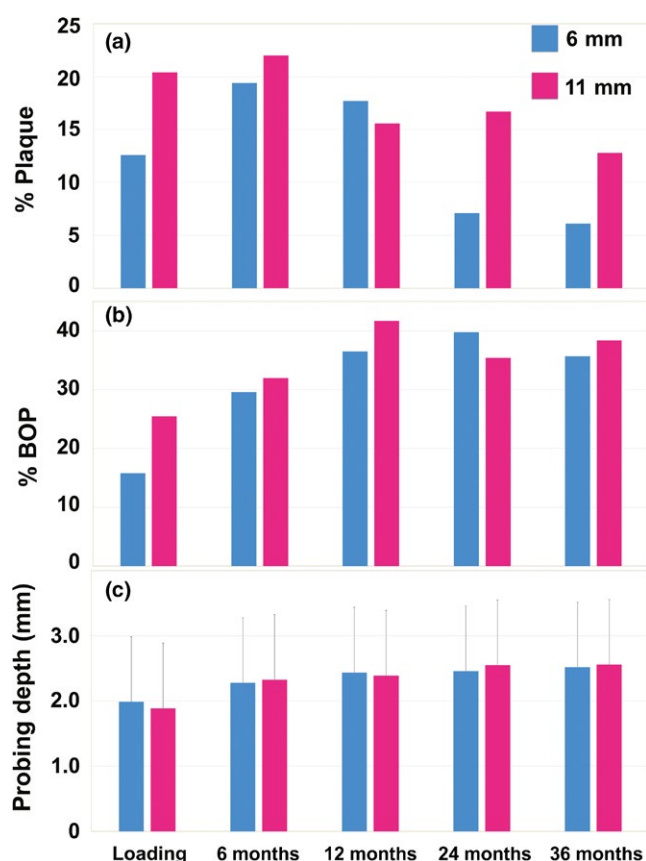 (a)
6 mm
11 mm
% Plaque
25
20
15
10
5
0
(b)
% BOP
40
30
20
10
0
(c)
Probing depth (mm)
3.0
2.0
1.0
0
Loading 6 months 12 months 24 months 36 months